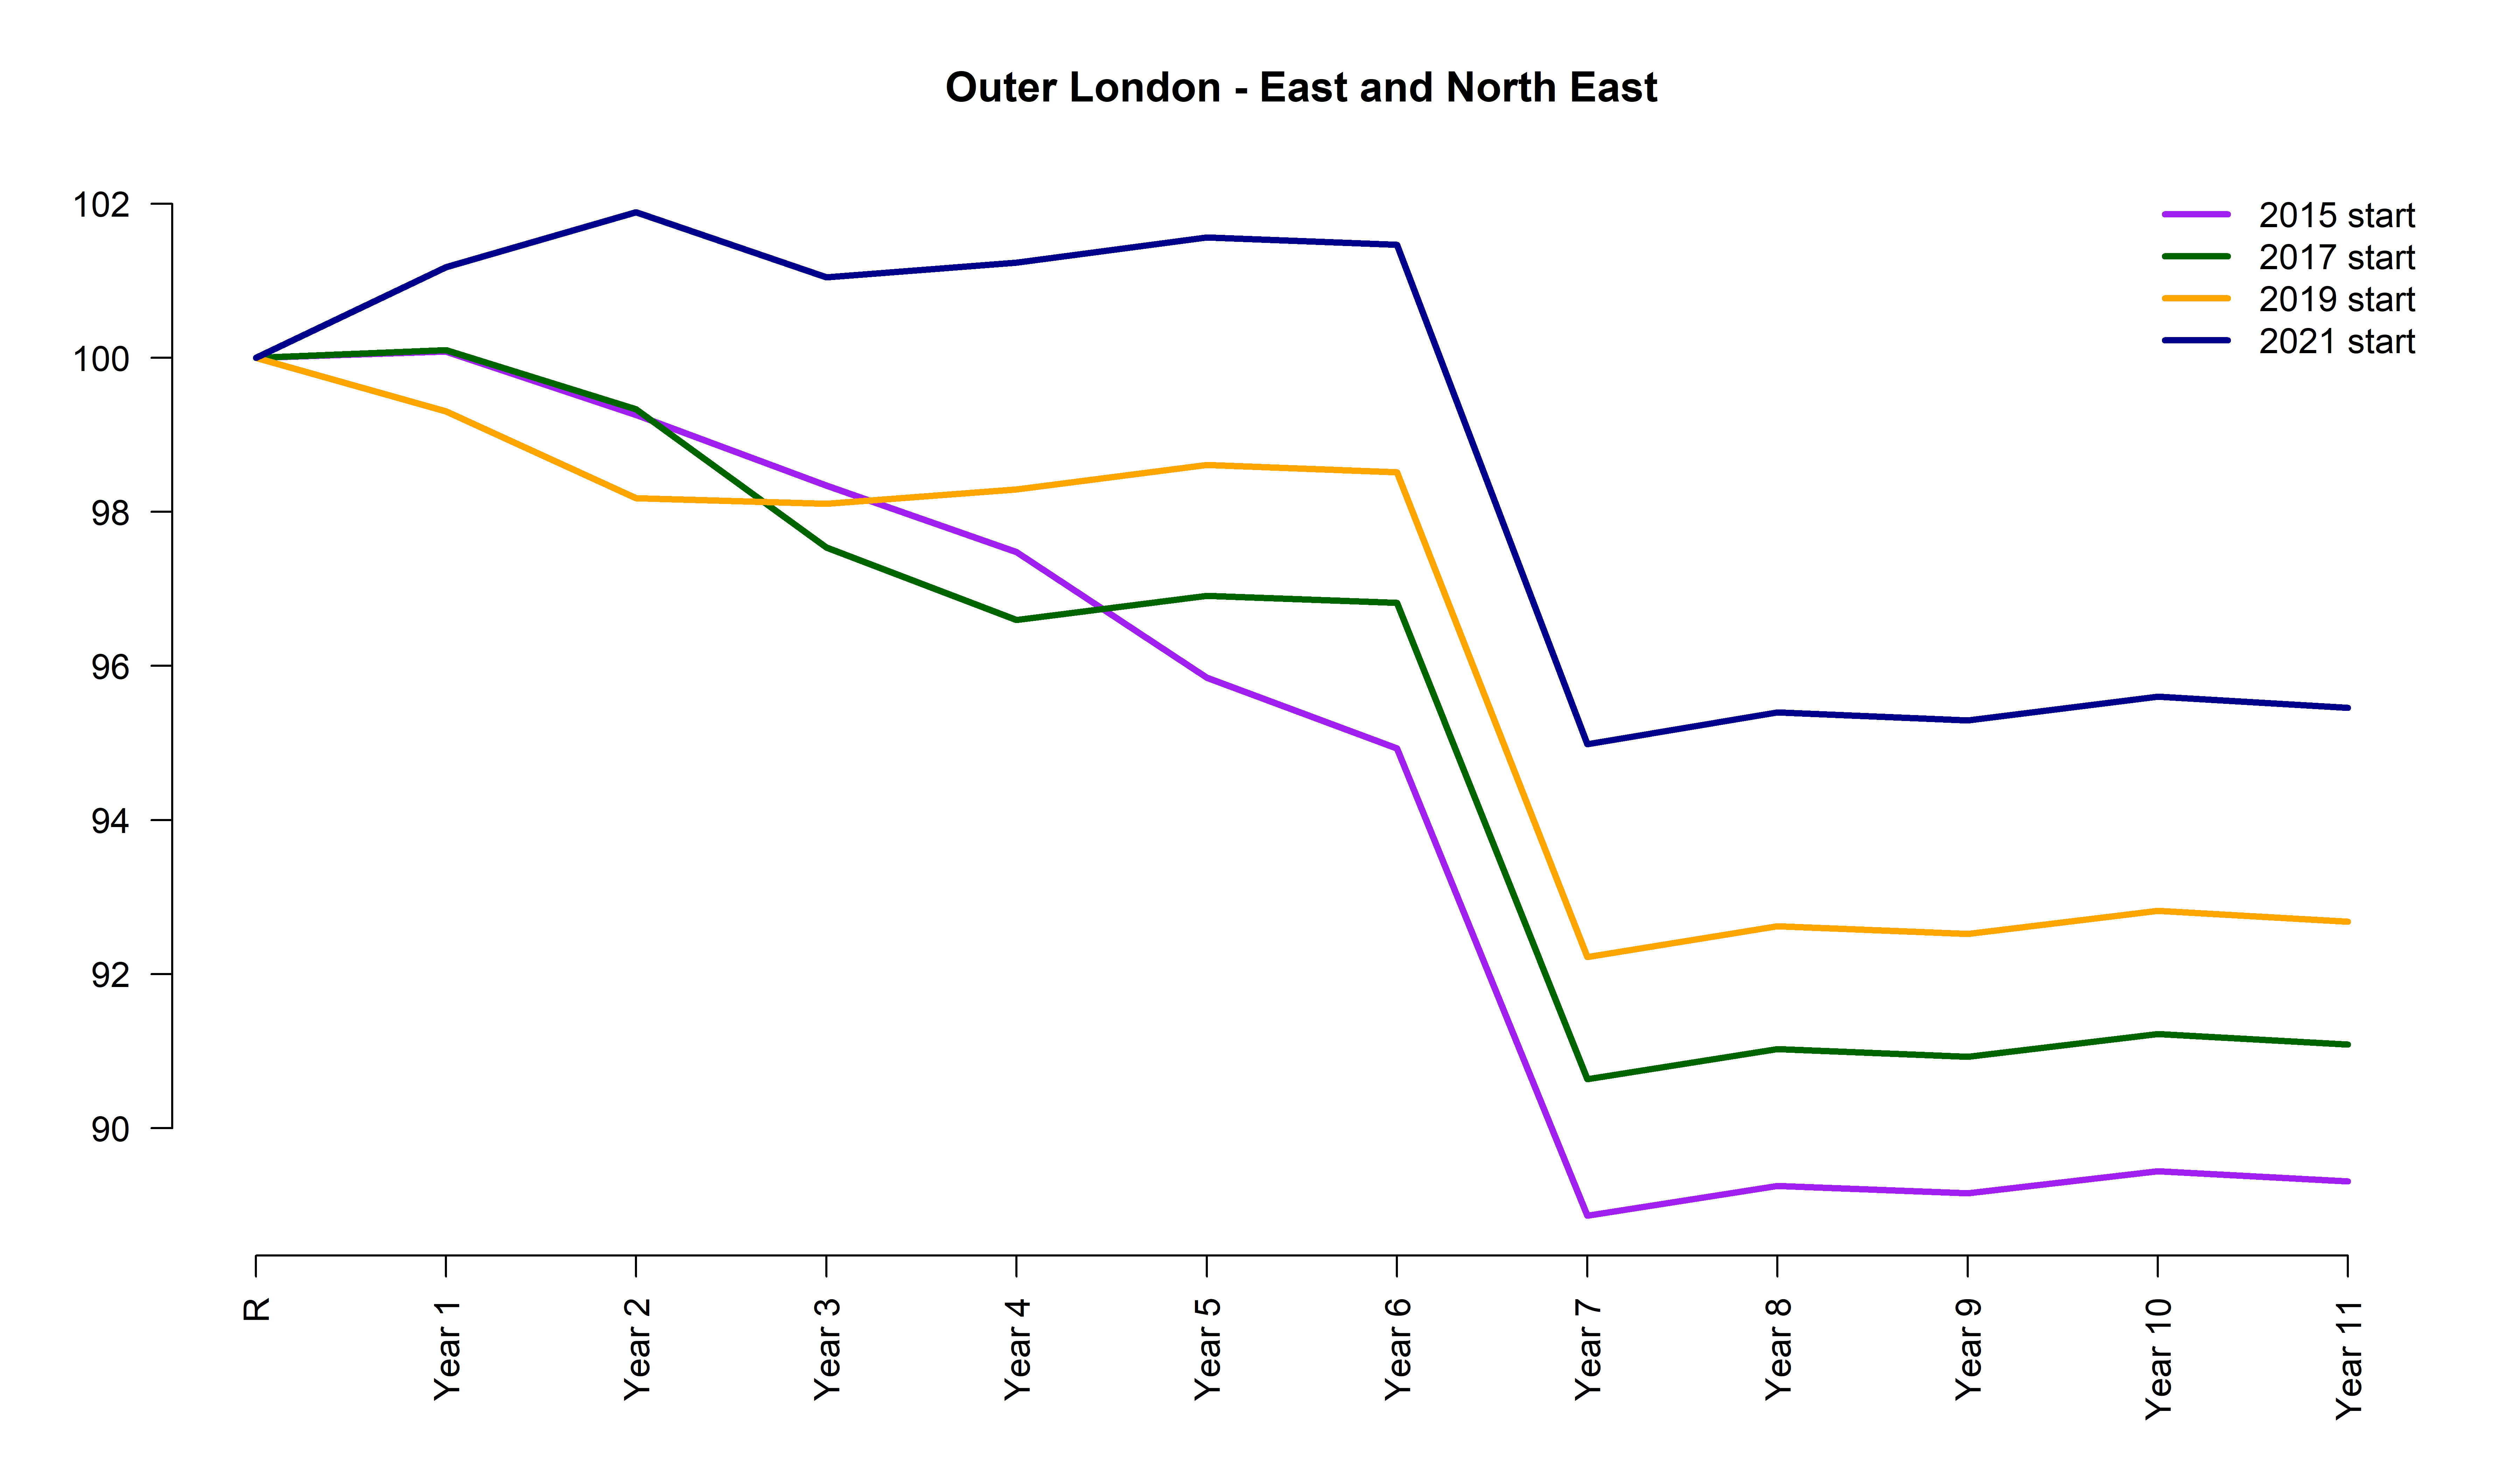 Outer London - East and North East
102
100
98
96
94
92
90
2015 start
2017 start
2019 start
2021 start
R
Year 1
Year 2
Year 3
Year 4
Year 5
Year 6
Year 7
Year 8
Year 9
Year 10
Year 11